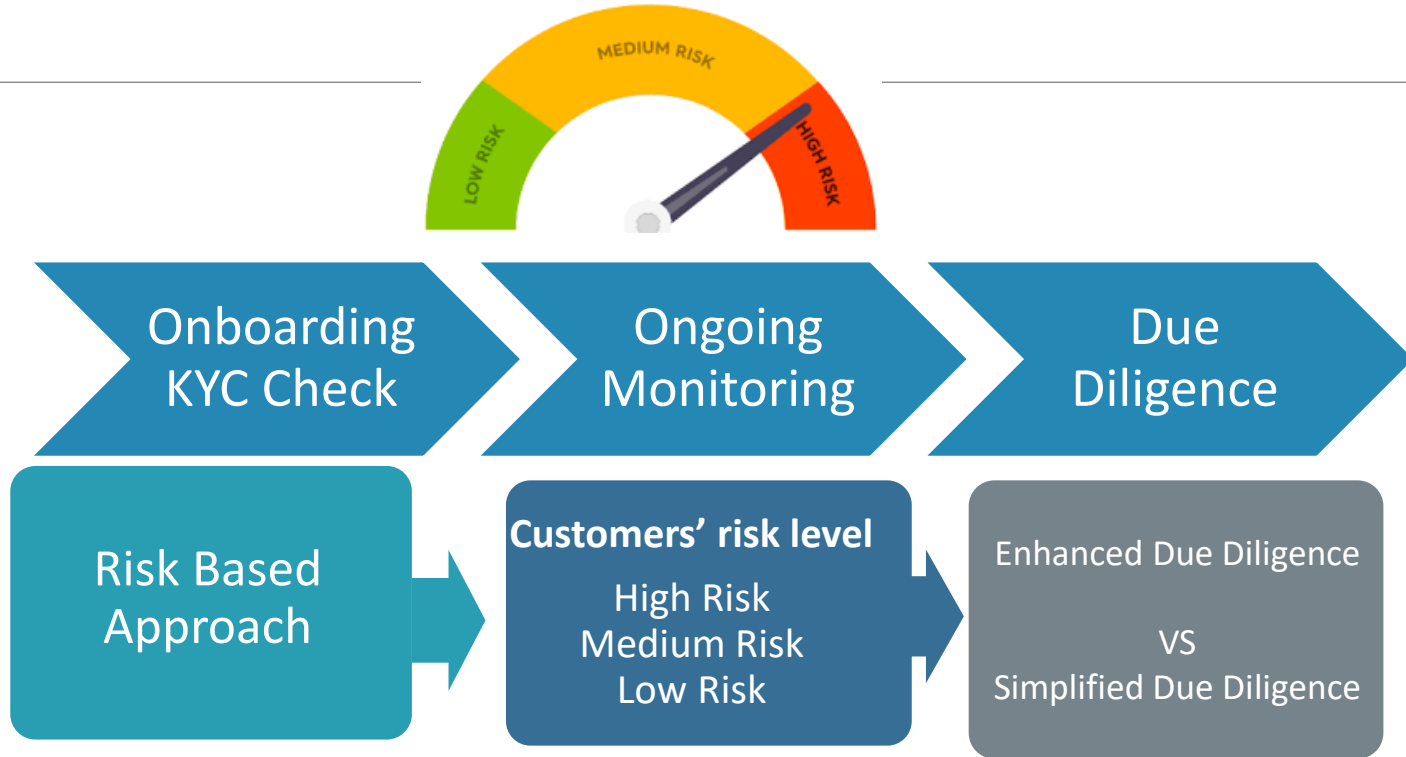 LOW RISK
MEDIUM RISK
HIGH RISK
Onboarding
KYC Check
Ongoing
Monitoring
Due
Diligence
Risk Based
Approach
Customers’ risk level
High Risk
Medium Risk
Low Risk
Enhanced Due Diligence
VS
Simplified Due Diligence